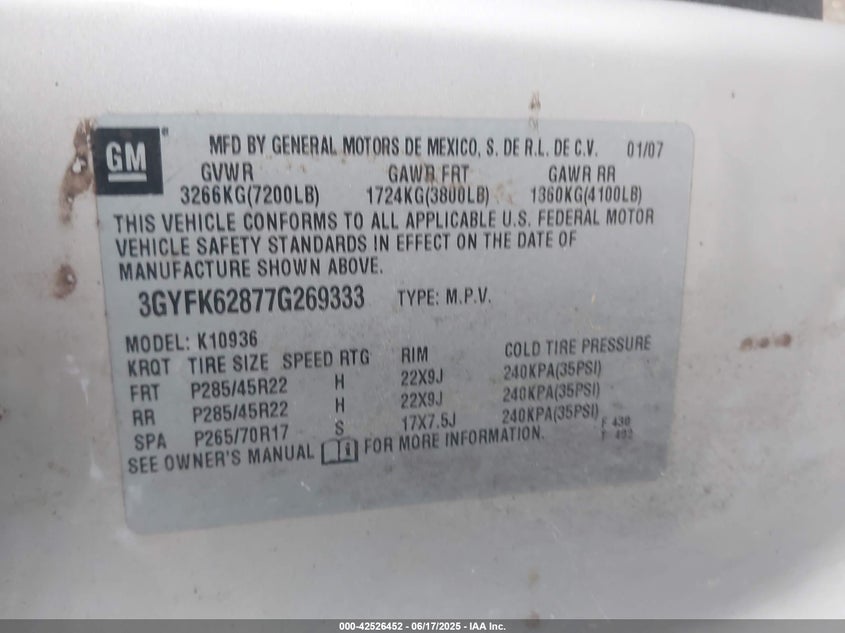 GM
MFD BY GENERAL MOTORS DE MEXICO, S. DE R.L. DE C.V. 01/07
GVWR GAWR FRT GAWR RR
3266KG(7200LB) 1724KG(3800LB) 1360KG(4100LB)
THIS VEHICLE CONFORMS TO ALL APPLICABLE U.S. FEDERAL MOTOR
VEHICLE SAFETY STANDARDS IN EFFECT ON THE DATE OF
MANUFACTURE SHOWN ABOVE.
3GYFK62877G269333 TYPE: M.P.V.
MODEL: K10936
KROT TIRE SIZE SPEED RTG RIM COLD TIRE PRESSURE
FRT P285/45R22 H 22X9J 240KPA(35PSI)
RR P285/45R22 H 22X9J 240KPA(35PSI)
SPA P265/70R17 S 17X7.5J 240KPA(35PSI)
SEE OWNER'S MANUAL FOR MORE INFORMATION.
F 430
000-42526452 - 06/17/2025 - IAA Inc.